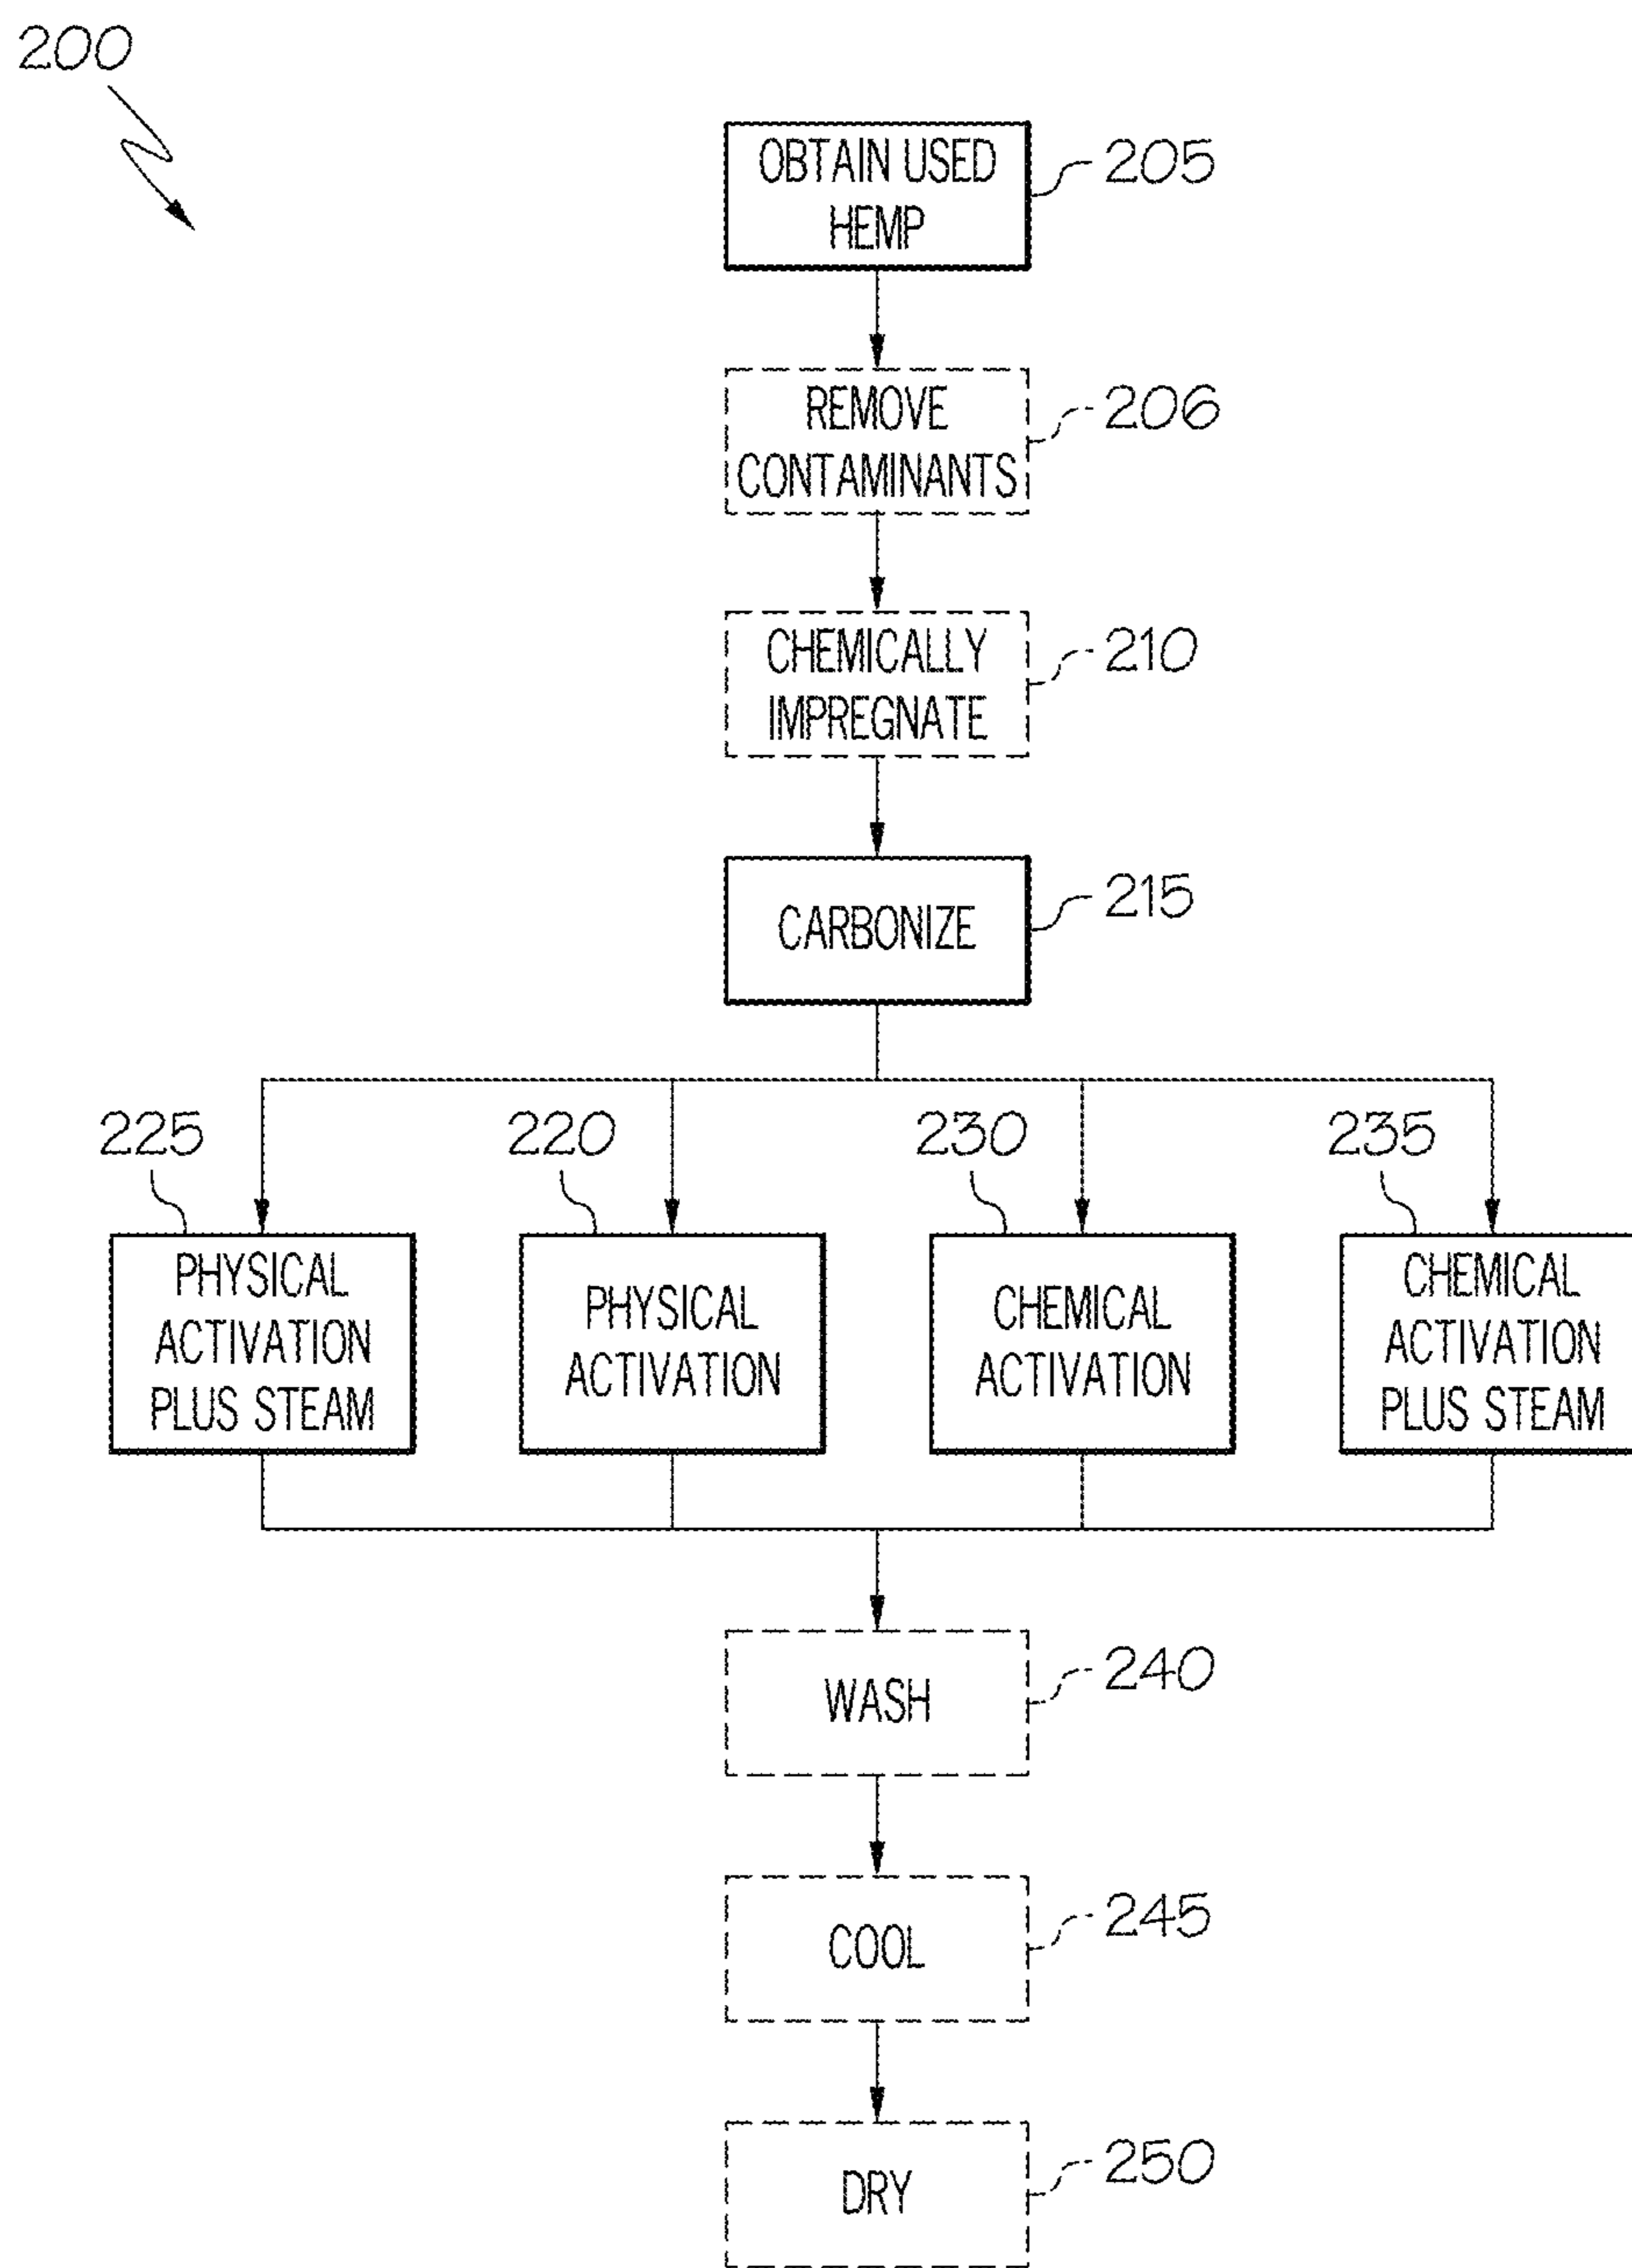 200
OBTAIN USED
HEMP
205
REMOVE
CONTAMINANTS
206
CHEMICALLY
IMPREGNATE
210
CARBONIZE
215
225
PHYSICAL
ACTIVATION
PLUS STEAM
220
PHYSICAL
ACTIVATION
230
CHEMICAL
ACTIVATION
235
CHEMICAL
ACTIVATION
PLUS STEAM
WASH
240
COOL
245
DRY
250